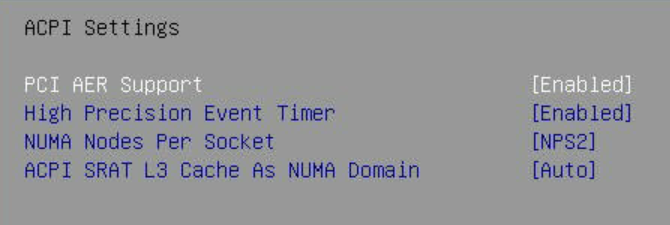 ACPI Settings
PCI AER Support [Enabled]
High Precision Event Timer [Enabled]
NUMA Nodes Per Socket [NPS2]
ACPI SRAT L3 Cache As NUMA Domain [Auto]